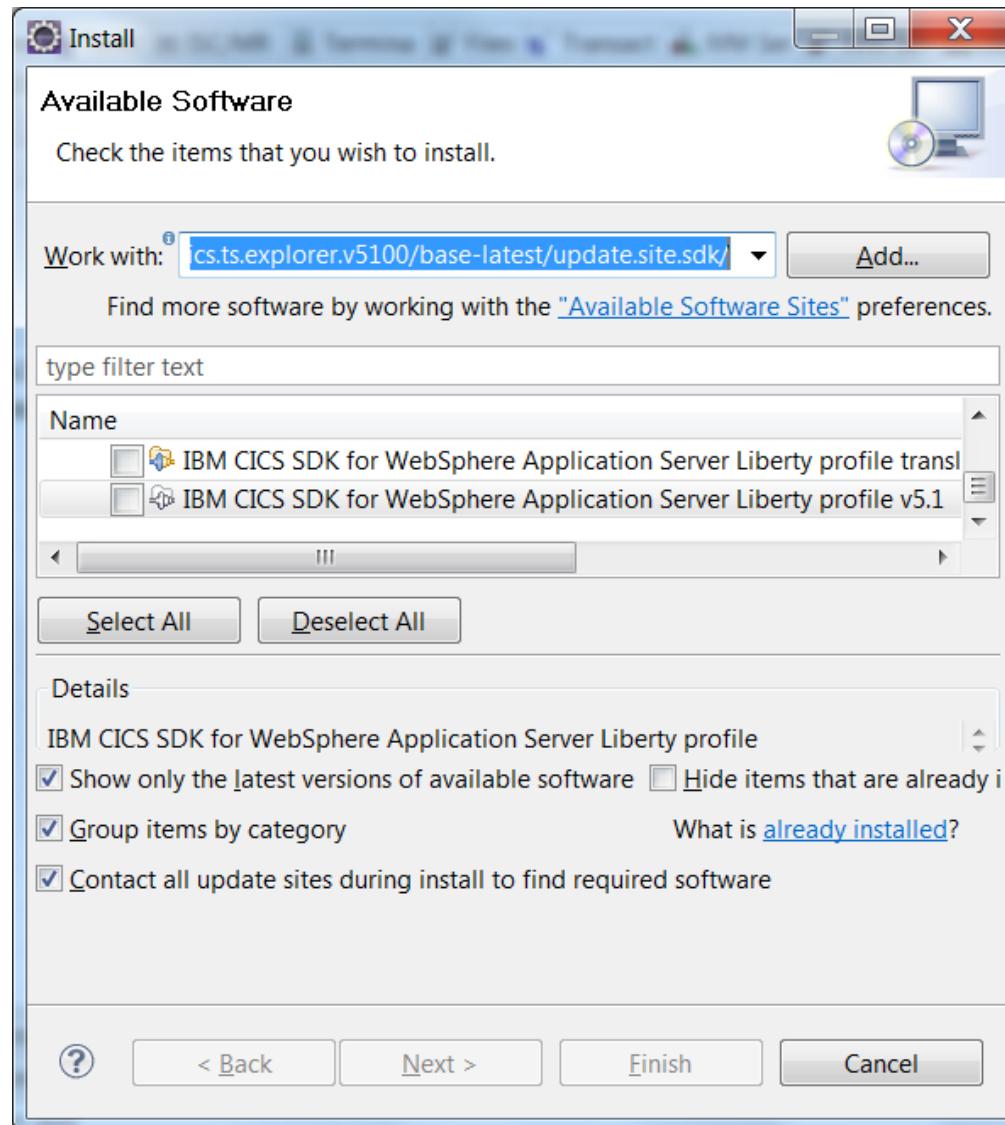 Install
Available Software
Check the items that you wish to install.
Work with: ics.ts.explorer.v5100/base-latest/update.site.sdk/ Add...
Find more software by working with the "Available Software Sites" preferences.
type filter text
Name
IBM CICS SDK for WebSphere Application Server Liberty profile transl
IBM CICS SDK for WebSphere Application Server Liberty profile v5.1
Select All Deselect All
Details
IBM CICS SDK for WebSphere Application Server Liberty profile
Show only the latest versions of available software Hide items that are already i
Group items by category What is already installed?
Contact all update sites during install to find required software
? < Back Next > Finish Cancel